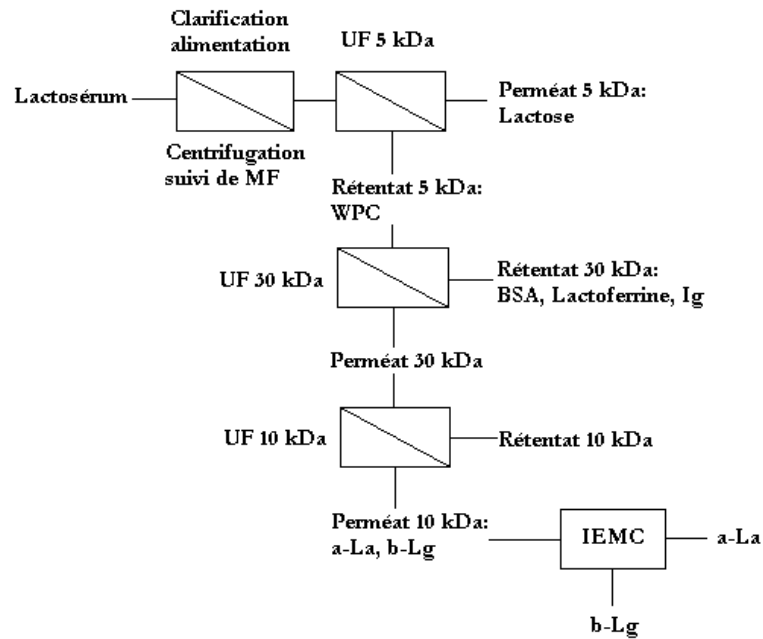 Clarification
alimentation
UF 5 kDa
Lactosérum
Perméat 5 kDa:
Lactose
Centrifugation
suivi de MF
Rétentat 5 kDa:
WPC
UF 30 kDa
Rétentat 30 kDa:
BSA, Lactoferrine, Ig
Perméat 30 kDa
UF 10 kDa
Rétentat 10 kDa
Perméat 10 kDa:
a-La, b-Lg
IEMC
a-La
b-Lg